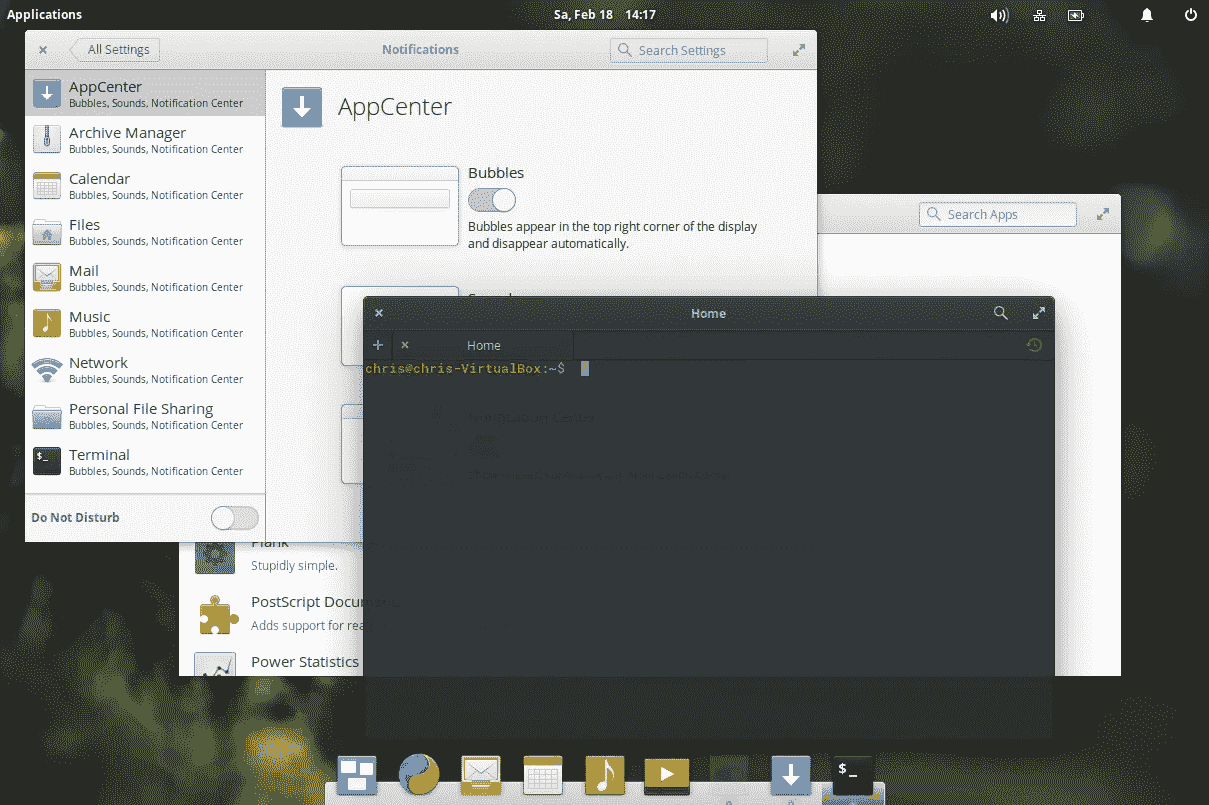 Applications
Sa, Feb 18 14:17
All Settings
Notifications
Search Settings
AppCenter
Bubbles, Sounds, Notification Center
Archive Manager
Bubbles, Sounds, Notification Center
Calendar
Bubbles, Sounds, Notification Center
Files
Bubbles, Sounds, Notification Center
Mail
Bubbles, Sounds, Notification Center
Music
Bubbles, Sounds, Notification Center
Network
Bubbles, Sounds, Notification Center
Personal File Sharing
Bubbles, Sounds, Notification Center
Terminal
Bubbles, Sounds, Notification Center
Do Not Disturb
AppCenter
Bubbles
Bubbles appear in the top right corner of the display
and disappear automatically.
Search Apps
Home
Home
chris@chris-VirtualBox:~$
Notification Center
Plank
Stupidly simple.
PostScript Documen
Adds support for rea
Power Statistics
$_